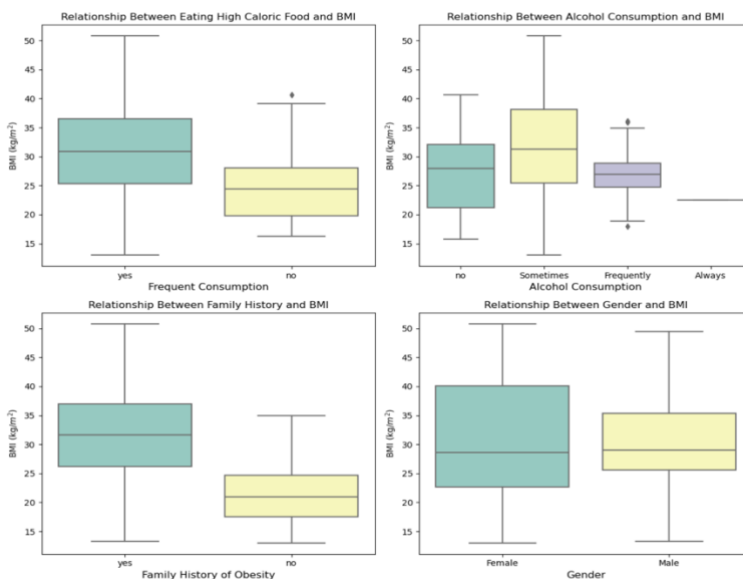 Relationship Between Eating High Caloric Food and BMI
50
45
40
35
30
25
20
15
BMI (kg/m²)
yes
no
Frequent Consumption
Relationship Between Alcohol Consumption and BMI
50
45
40
35
30
25
20
15
BMI (kg/m²)
no
Sometimes
Frequently
Always
Alcohol Consumption
Relationship Between Family History and BMI
50
45
40
35
30
25
20
15
BMI (kg/m²)
yes
no
Family History of Obesity
Relationship Between Gender and BMI
50
45
40
35
30
25
20
15
BMI (kg/m²)
Female
Male
Gender